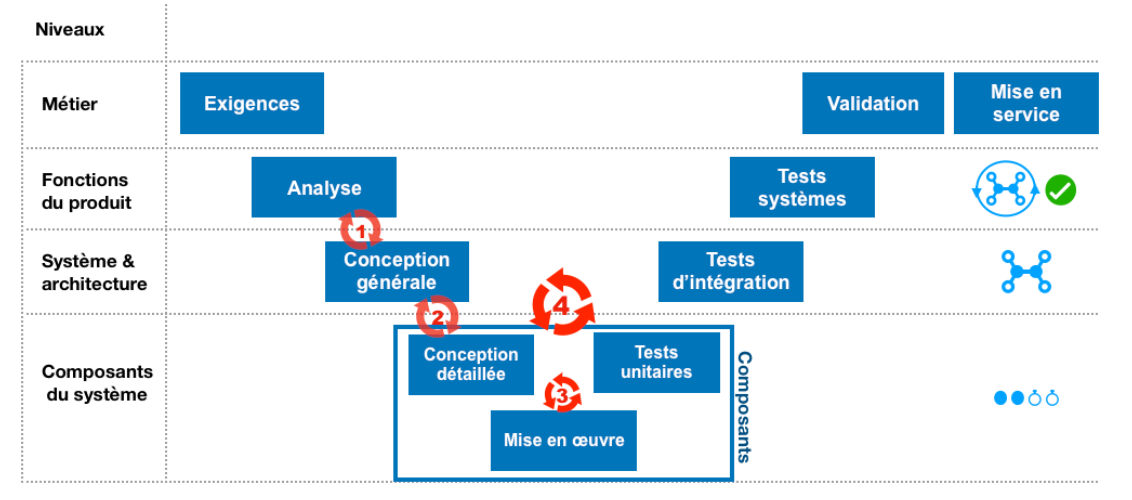 Niveaux
Métier
Exigences
Validation
Mise en
service
Fonctions
du produit
Analyse
Tests
systèmes
1
Système &
architecture
Conception
générale
Tests
d'intégration
4
2
Composants
du système
Conception
détaillée
Tests
unitaires
3
Mise en œuvre
Composants